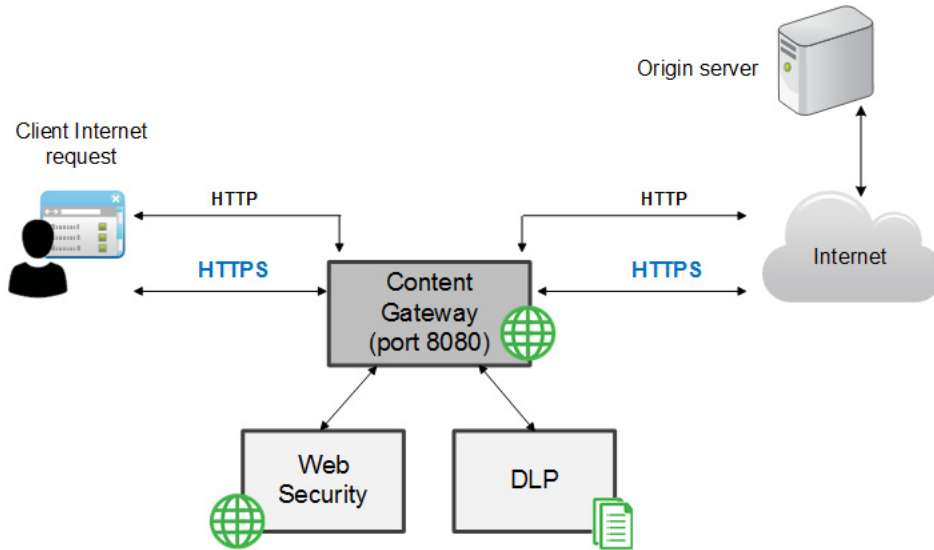 Origin server
Client Internet
request
HTTP
HTTP
HTTPS
HTTPS
Internet
Content
Gateway
(port 8080)
Web
Security
DLP